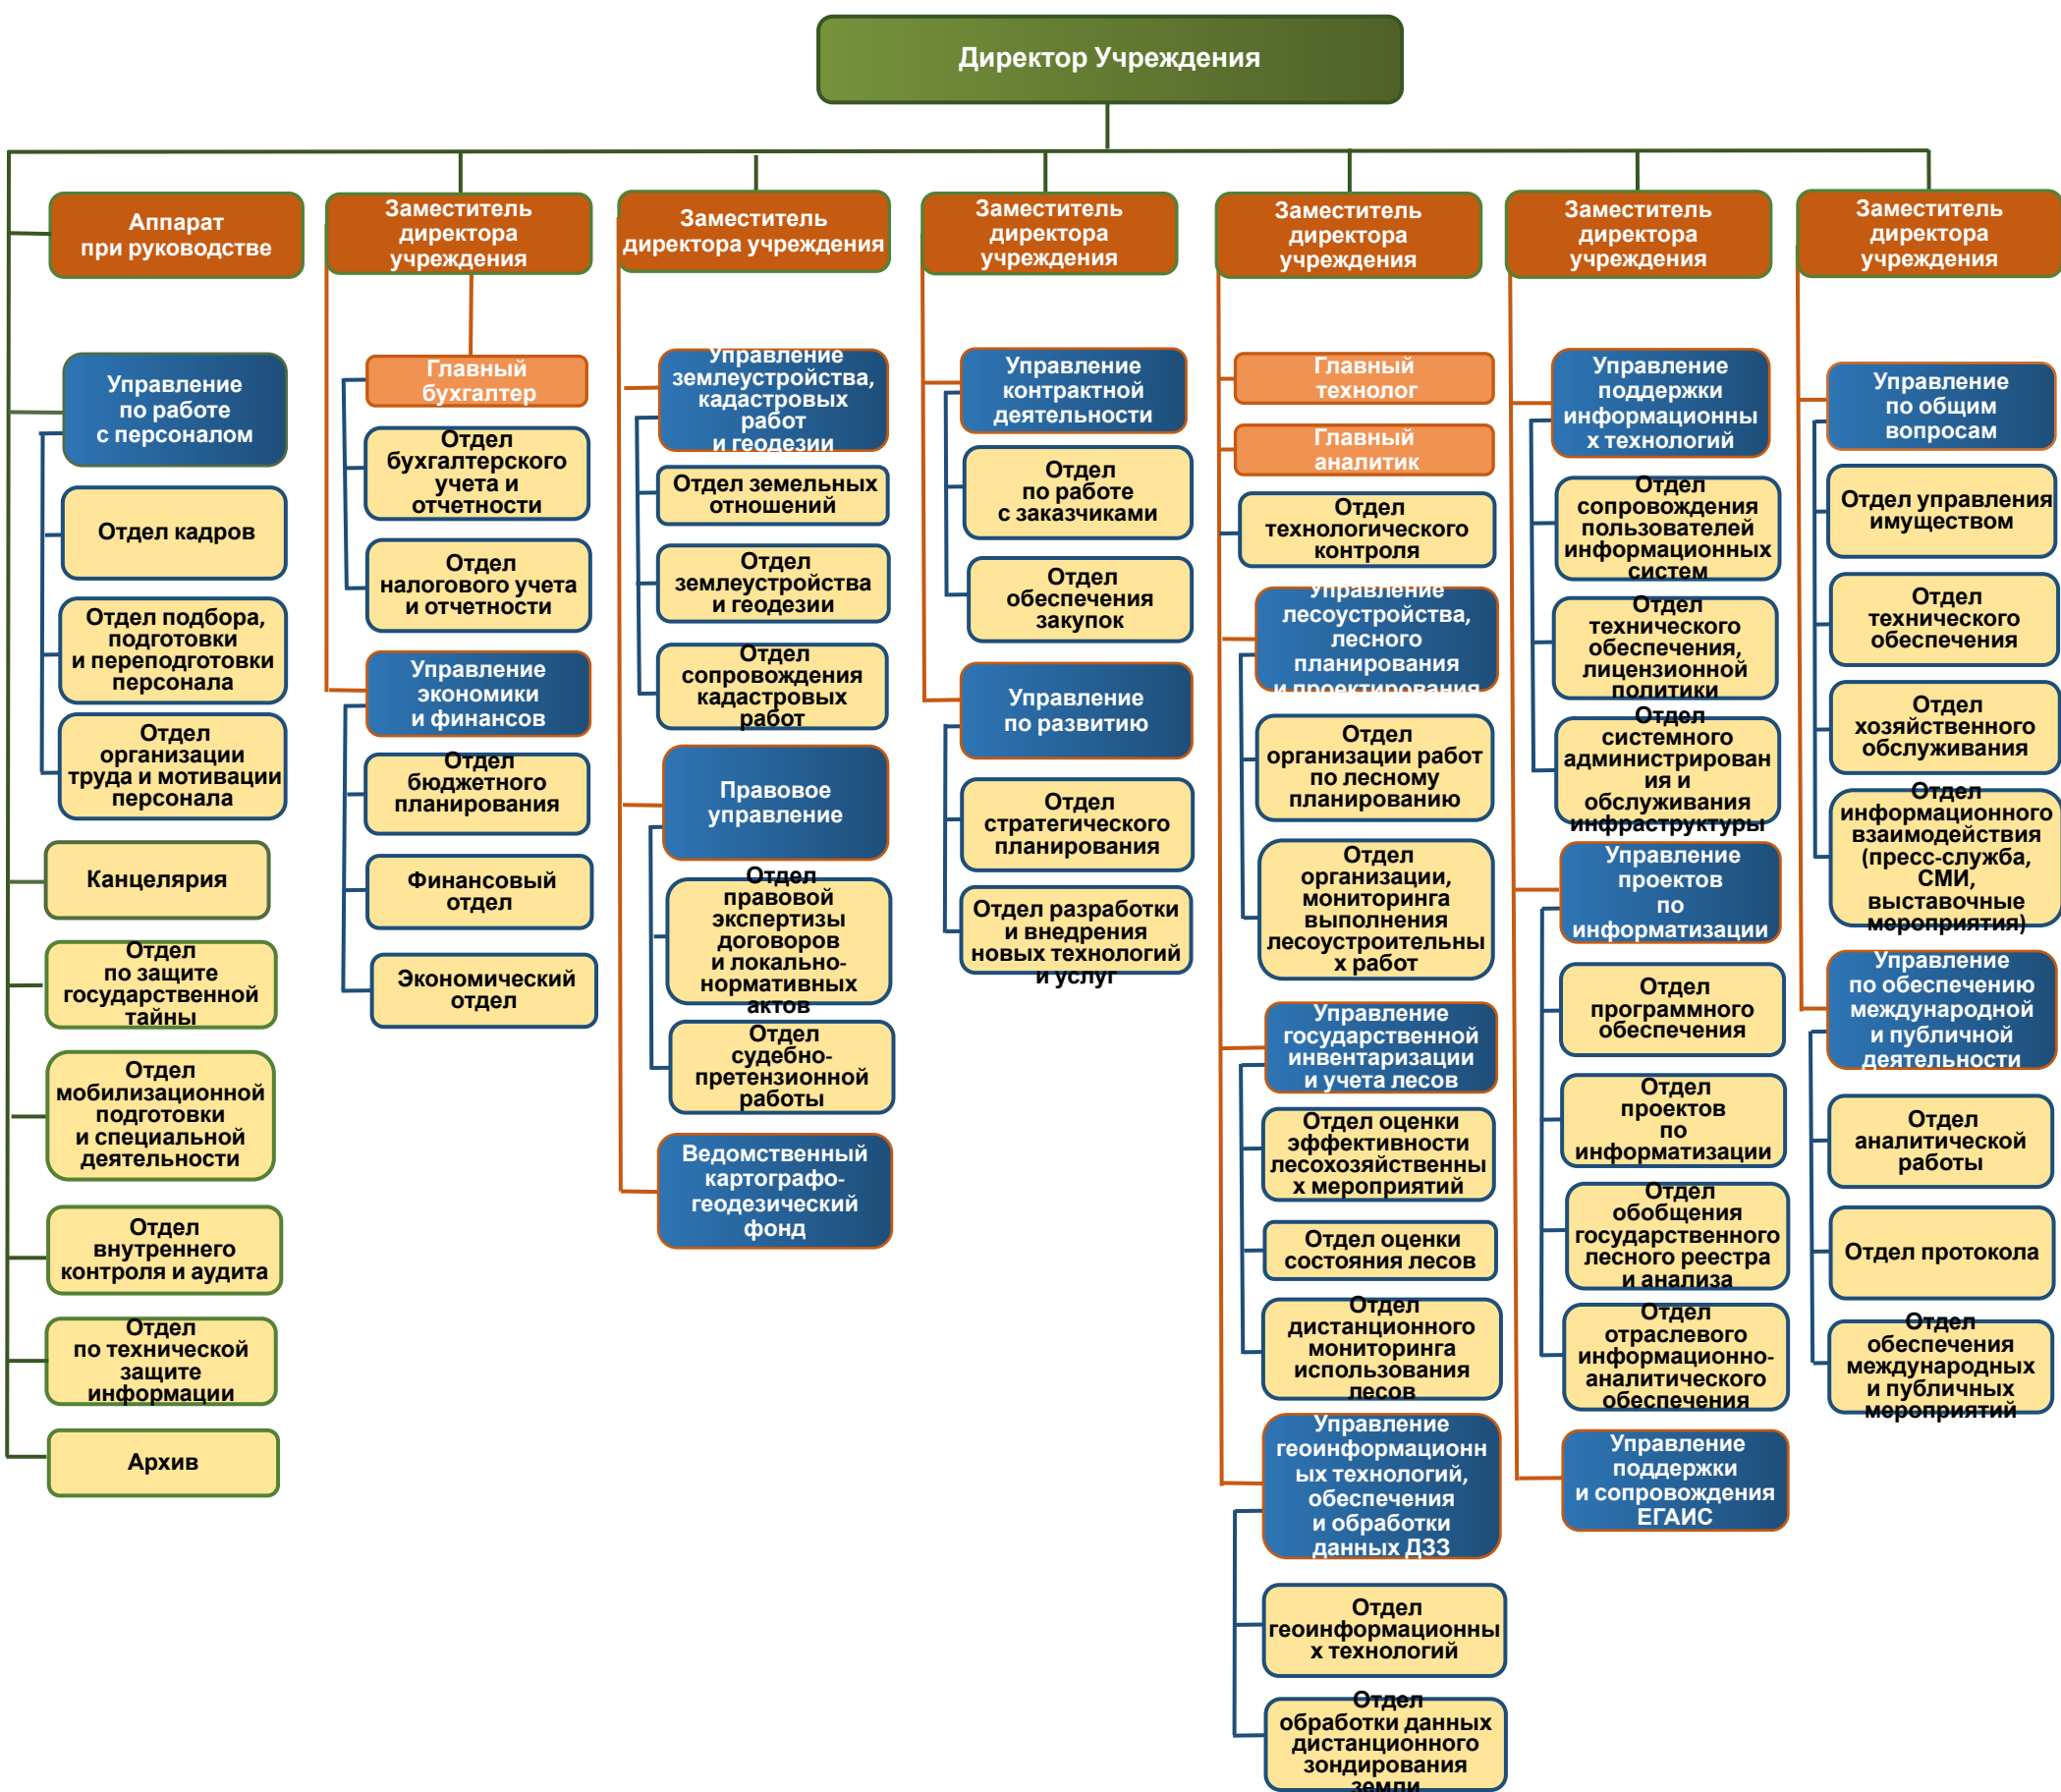 Директор Учреждения
Аппарат
при руководстве
Управление
по работе
с персоналом
Отдел кадров
Отдел подбора,
подготовки
и переподготовки
персонала
Отдел
организации
труда и мотивации
персонала
Канцелярия
Отдел
по защите
государственной
тайны
Отдел
мобилизационной
подготовки
и специальной
деятельности
Отдел
внутреннего
контроля и аудита
Отдел
по технической
защите
информации
Архив
Заместитель
директора
учреждения
Главный
бухгалтер
Отдел
бухгалтерского
учета и
отчетности
Отдел
налогового учета
и отчетности
Управление
экономики
и финансов
Отдел
бюджетного
планирования
Финансовый
отдел
Экономический
отдел
Заместитель
директора учреждения
Управление
землеустройства,
кадастровых
работ
и геодезии
Отдел земельных
отношений
Отдел
землеустройства
и геодезии
Отдел
сопровождения
кадастровых
работ
Правовое
управление
Отдел
правовой
экспертизы
договоров
и локально-
нормативных
актов
Отдел
судебно-
претензионной
работы
Ведомственный
картографо-
геодезический
фонд
Заместитель
директора
учреждения
Управление
контрактной
деятельности
Отдел
по работе
с заказчиками
Отдел
обеспечения
закупок
Управление
по развитию
Отдел
стратегического
планирования
Отдел разработки
и внедрения
новых технологий
и услуг
Заместитель
директора
учреждения
Главный
технолог
Главный
аналитик
Отдел
технологического
контроля
Управление
лесоустройства,
лесного
планирования
и проектирования
Отдел
организации работ
по лесному
планированию
Отдел
организации,
мониторинга
выполнения
лесоустроительны
х работ
Управление
государственной
инвентаризации
и учета лесов
Отдел оценки
эффективности
лесохозяйственны
х мероприятий
Отдел оценки
состояния лесов
Отдел
дистанционного
мониторинга
использования
лесов
Управление
геоинформационн
ых технологий,
обеспечения
и обработки
данных ДЗЗ
Отдел
геоинформационны
х технологий
Отдел
обработки данных
дистанционного
зондирования
земли
Заместитель
директора
учреждения
Управление
поддержки
информационны
х технологий
Отдел
сопровождения
пользователей
информационных
систем
Отдел
технического
обеспечения,
лицензионной
политики
Отдел
системного
администрирован
ия и
обслуживания
инфраструктуры
Управление
проектов
по
информатизации
Отдел
программного
обеспечения
Отдел
проектов
по
информатизации
Отдел
обобщения
государственного
лесного реестра
и анализа
Отдел
отраслевого
информационно-
аналитического
обеспечения
Управление
поддержки
и сопровождения
ЕГАИС
Заместитель
директора
учреждения
Управление
по общим
вопросам
Отдел управления
имуществом
Отдел
технического
обеспечения
Отдел
хозяйственного
обслуживания
Отдел
информационного
взаимодействия
(пресс-служба,
СМИ,
выставочные
мероприятия)
Управление
по обеспечению
международной
и публичной
деятельности
Отдел
аналитической
работы
Отдел протокола
Отдел
обеспечения
международных
и публичных
мероприятий